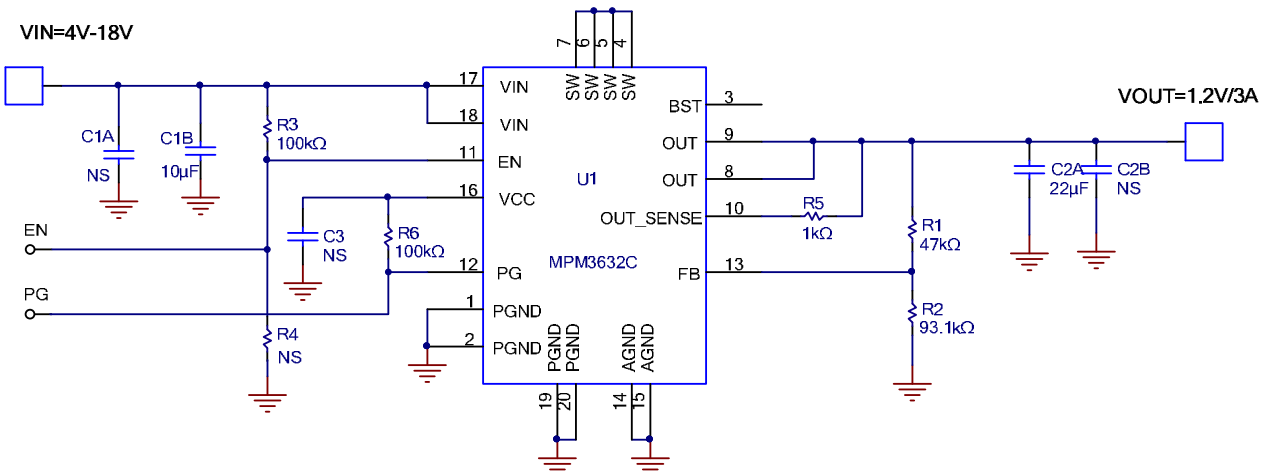 VIN=4V-18V
VOUT=1.2V/3A
7
6
5
4
SW
SW
SW
SW
17
VIN
18
VIN
11
EN
16
VCC
12
PG
1
PGND
2
PGND
BST
3
OUT
9
OUT
8
OUT_SENSE
10
FB
13
U1
MPM3632C
PGND
PGND
AGND
AGND
19
20
14
15
C1A
NS
C1B
10µF
R3
100kΩ
C3
NS
R6
100kΩ
EN
PG
R4
NS
R5
1kΩ
R1
47kΩ
R2
93.1kΩ
C2A
22µF
C2B
NS